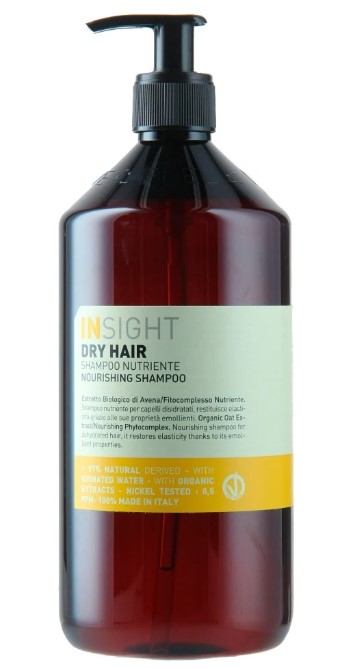 INSIGHT
DRY HAIR
SHAMPOO NUTRIENTE
NOURISHING SHAMPOO
Estratto Biologico di Avena/Fitocomplesso Nutriente.
Shampoo nutriente per capelli disidratati, restituisce elasti-
cità grazie alle sue proprietà emollienti. Organic Oat Ex-
tract/Nourishing Phytocomplex. Nourishing shampoo for
dehydrated hair, it restores elasticity thanks to its emol-
lient properties.
97% NATURAL DERIVED - WITH
WATER - WITH ORGANIC
EXTRACTS - NICKEL TESTED < 0,5
PPM - 100% MADE IN ITALY